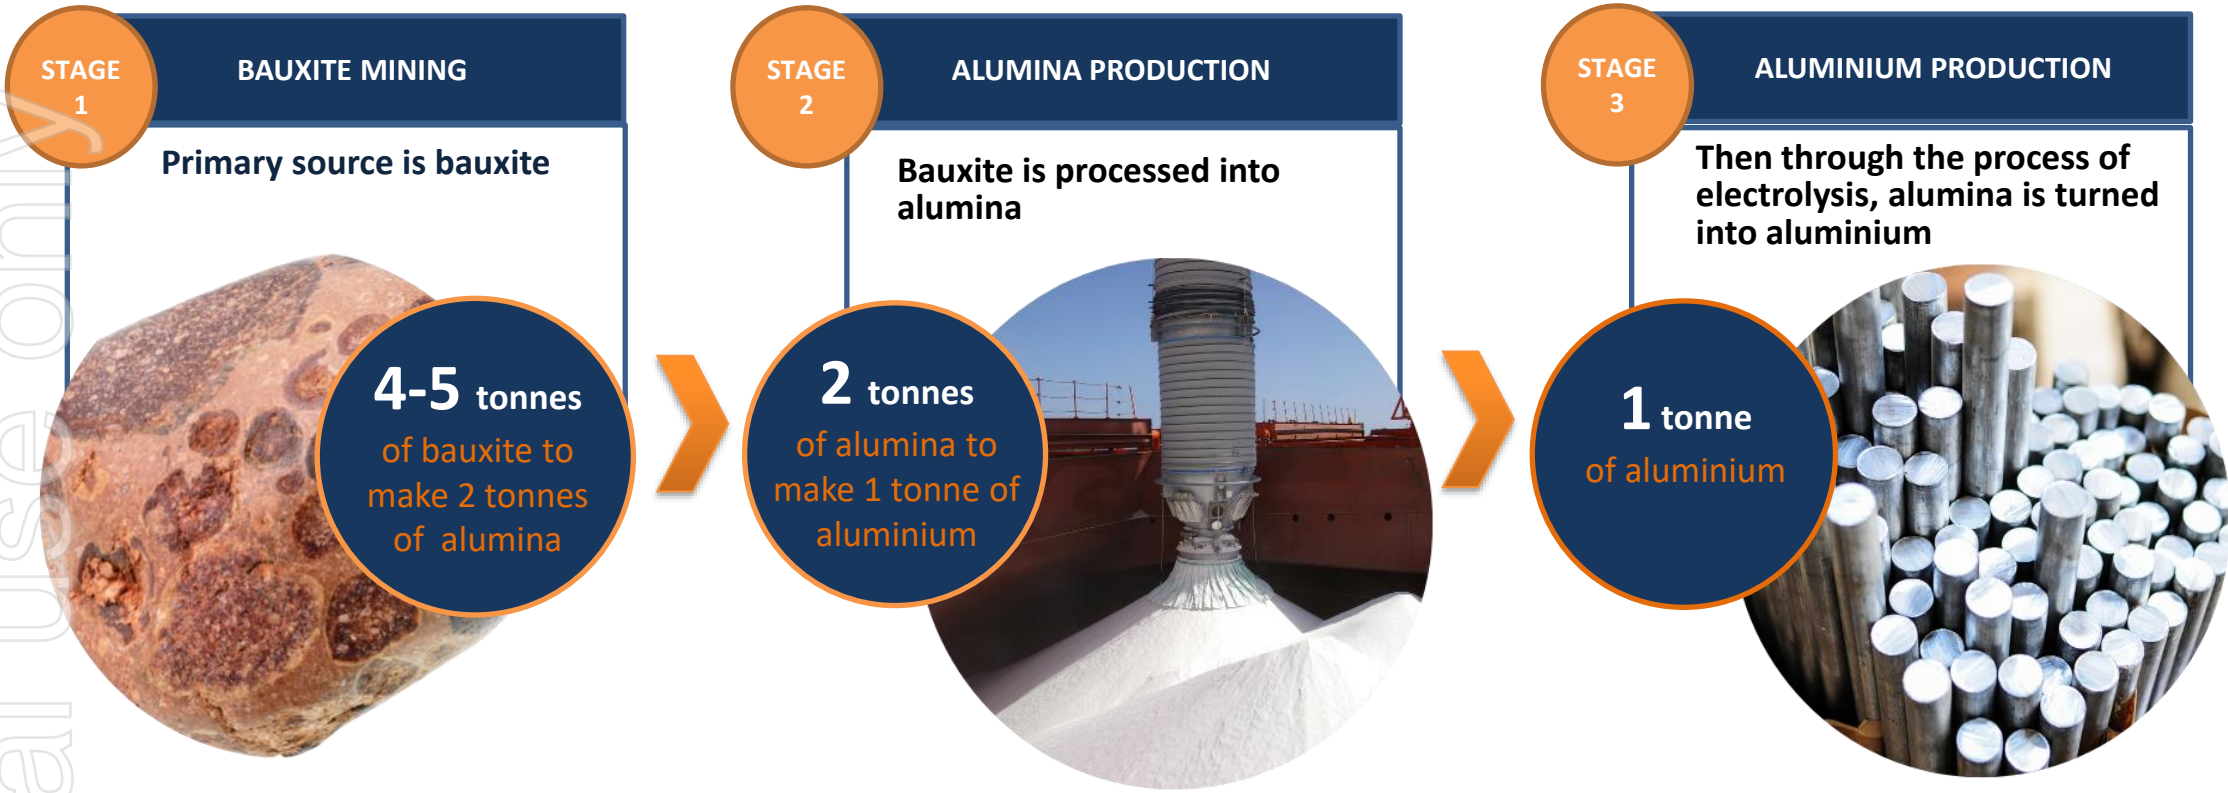 STAGE
1
BAUXITE MINING
Primary source is bauxite
4-5 tonnes
of bauxite to
make 2 tonnes
of alumina
STAGE
2
ALUMINA PRODUCTION
Bauxite is processed into
alumina
2 tonnes
of alumina to
make 1 tonne of
aluminium
STAGE
3
ALUMINIUM PRODUCTION
Then through the process of
electrolysis, alumina is turned
into aluminium
1 tonne
of aluminium
al use only